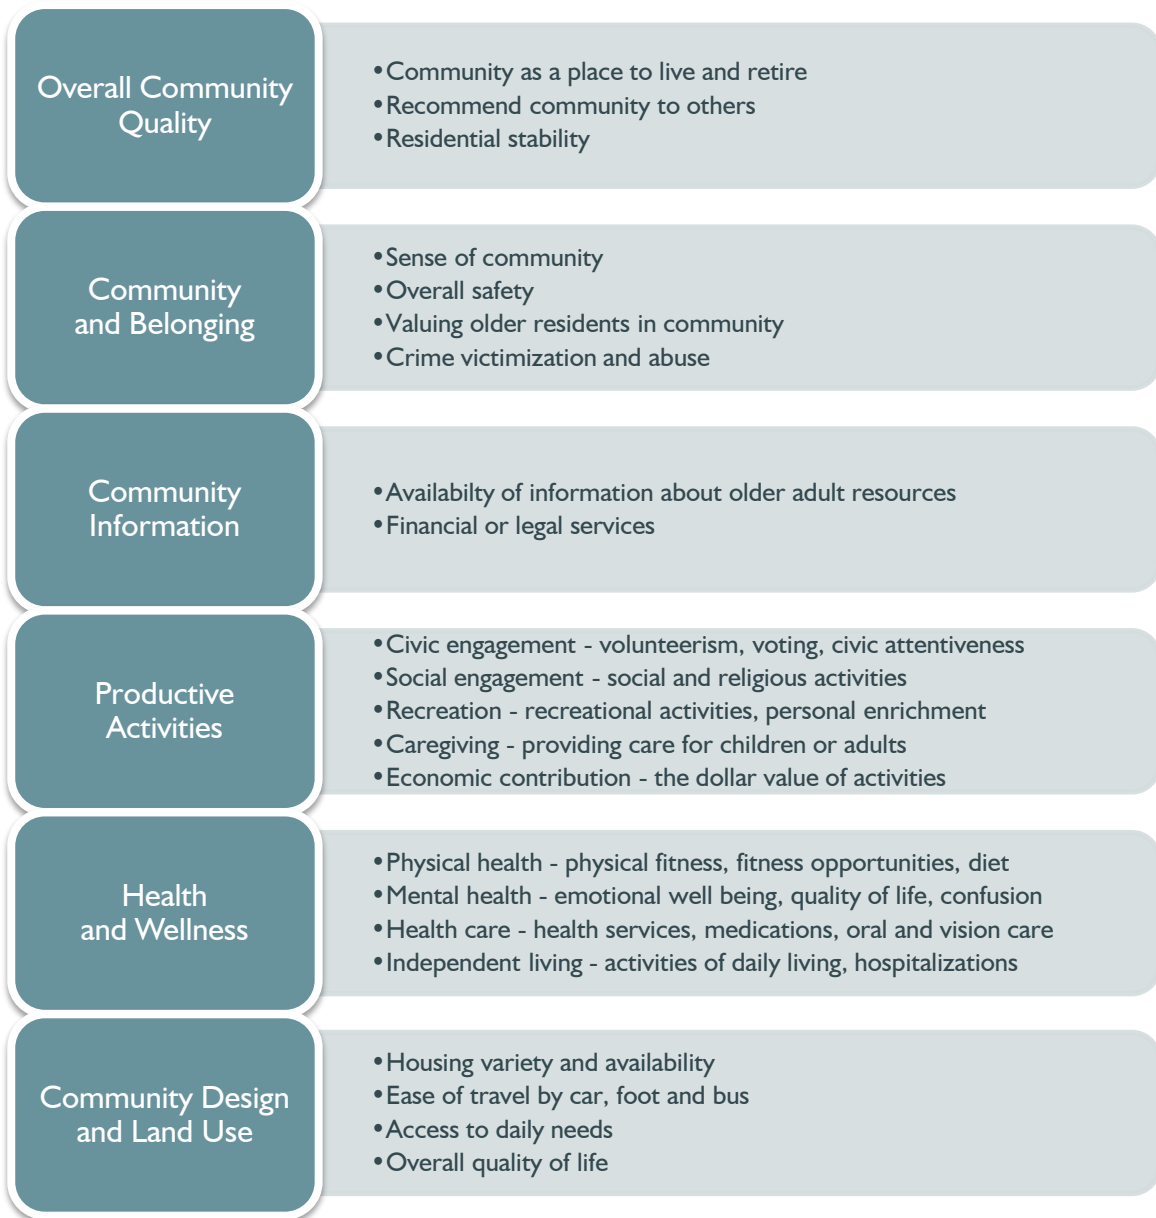 Overall Community
Quality
•Community as a place to live and retire
•Recommend community to others
•Residential stability
Community
and Belonging
•Sense of community
•Overall safety
•Valuing older residents in community
•Crime victimization and abuse
Community
Information
•Availabilty of information about older adult resources
•Financial or legal services
Productive
Activities
•Civic engagement - volunteerism, voting, civic attentiveness
•Social engagement - social and religious activities
•Recreation - recreational activities, personal enrichment
•Caregiving - providing care for children or adults
•Economic contribution - the dollar value of activities
Health
and Wellness
•Physical health - physical fitness, fitness opportunities, diet
•Mental health - emotional well being, quality of life, confusion
•Health care - health services, medications, oral and vision care
•Independent living - activities of daily living, hospitalizations
Community Design
and Land Use
•Housing variety and availability
•Ease of travel by car, foot and bus
•Access to daily needs
•Overall quality of life